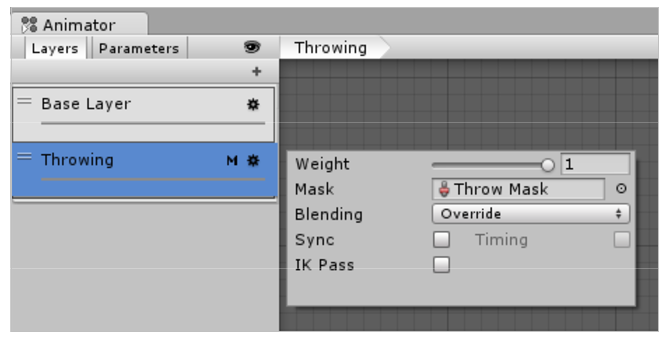 Animator
Layers Parameters
Throwing
+
Base Layer
Throwing M
Weight 1
Mask Throw Mask
Blending Override
Sync Timing
IK Pass